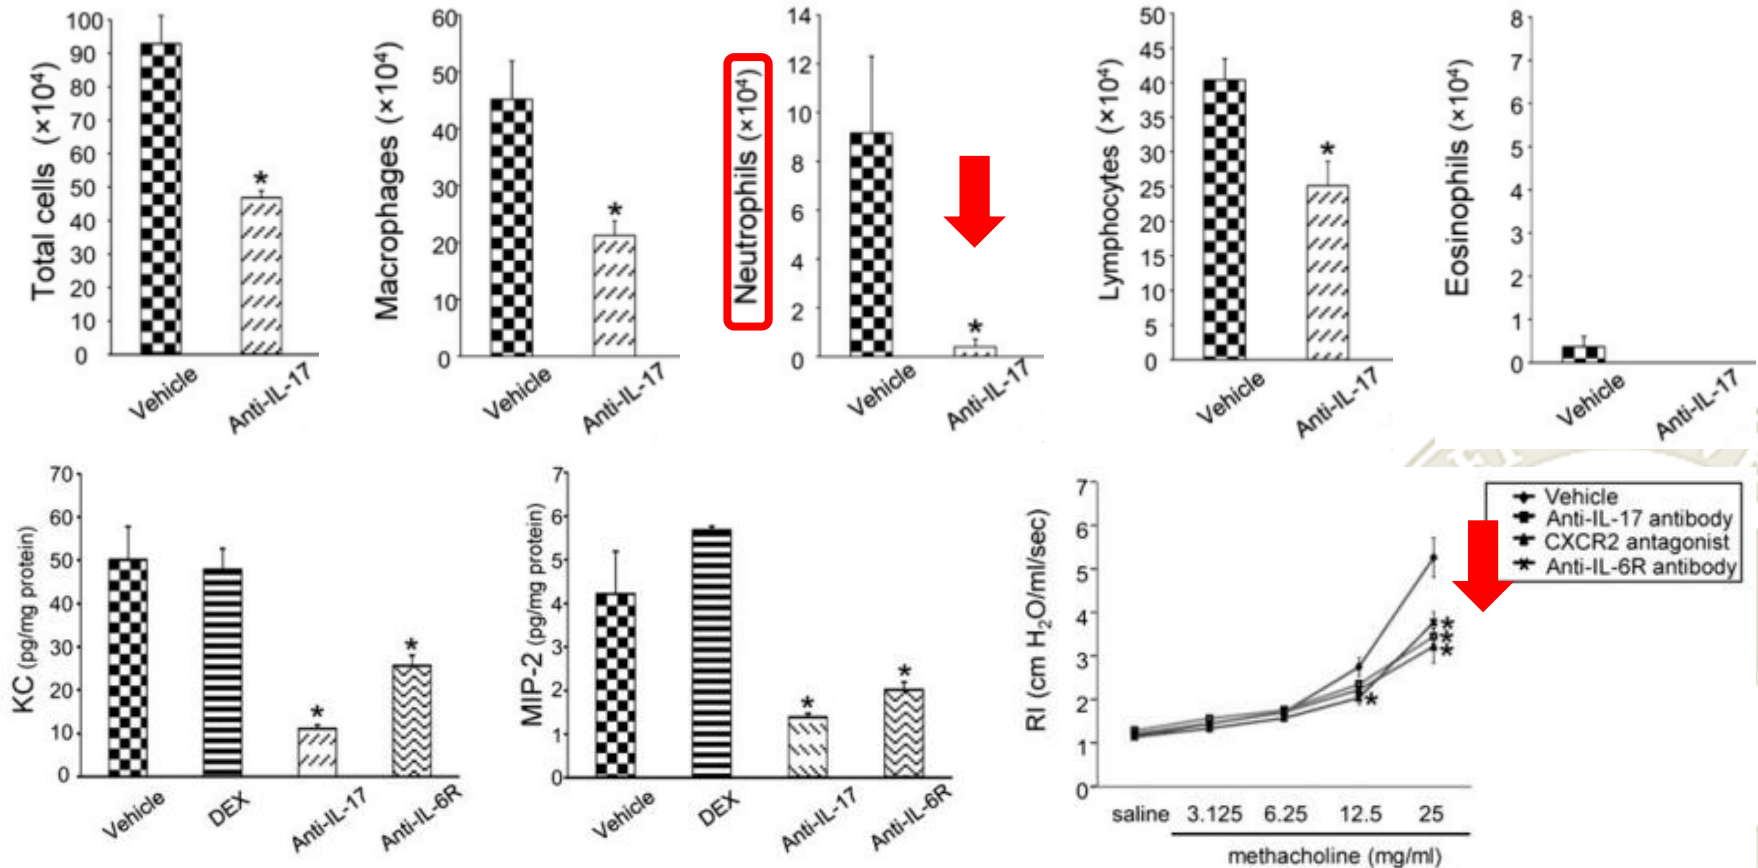 Total cells (×10⁴)
100
90
80
70
60
50
40
30
20
10
0
*
Vehicle
Anti-IL-17
Macrophages (×10⁴)
60
50
40
30
20
10
0
*
Vehicle
Anti-IL-17
Neutrophils (×10⁴)
14
12
10
8
6
4
2
0
*
Vehicle
Anti-IL-17
Lymphocytes (×10⁴)
50
45
40
35
30
25
20
15
10
5
0
*
Vehicle
Anti-IL-17
Eosinophils (×10⁴)
8
7
6
5
4
3
2
1
0
Vehicle
Anti-IL-17
KC (pg/mg protein)
70
60
50
40
30
20
10
0
*
*
Vehicle
DEX
Anti-IL-17
Anti-IL-6R
MIP-2 (pg/mg protein)
7
6
5
4
3
2
1
0
*
*
Vehicle
DEX
Anti-IL-17
Anti-IL-6R
RI (cm H₂O/ml/sec)
7
6
5
4
3
2
1
0
Vehicle
Anti-IL-17 antibody
CXCR2 antagonist
Anti-IL-6R antibody
*
*
*
*
saline 3.125 6.25 12.5 25
methacholine (mg/ml)